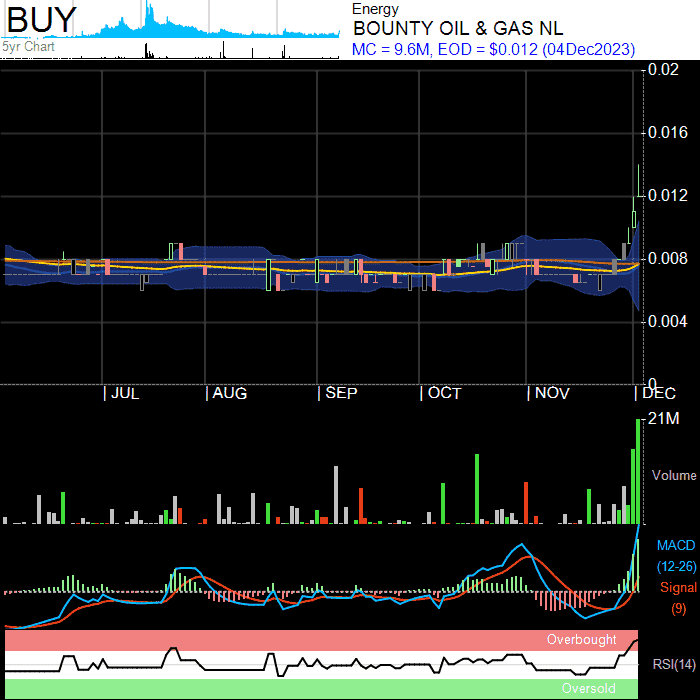 BUY
5yr Chart
Energy
BOUNTY OIL & GAS NL
MC = 9.6M, EOD = $0.012 (04Dec2023)
0.02
0.016
0.012
0.008
0.004
0
JUL AUG SEP OCT NOV DEC
21M
Volume
MACD
(12-26)
Signal
(9)
Overbought
RSI(14)
Oversold